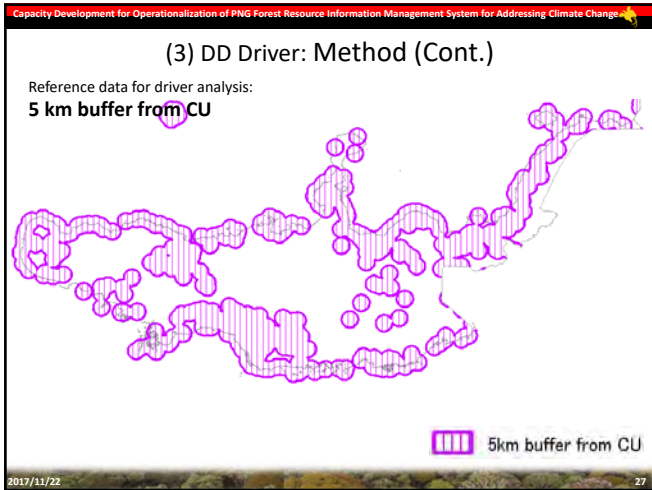 Capacity Development for Operationalization of PNG Forest Resource Information Management System for Addressing Climate Change
(3) DD Driver: Method (Cont.)
Reference data for driver analysis:
5 km buffer from CU
5km buffer from CU
2017/11/22
27